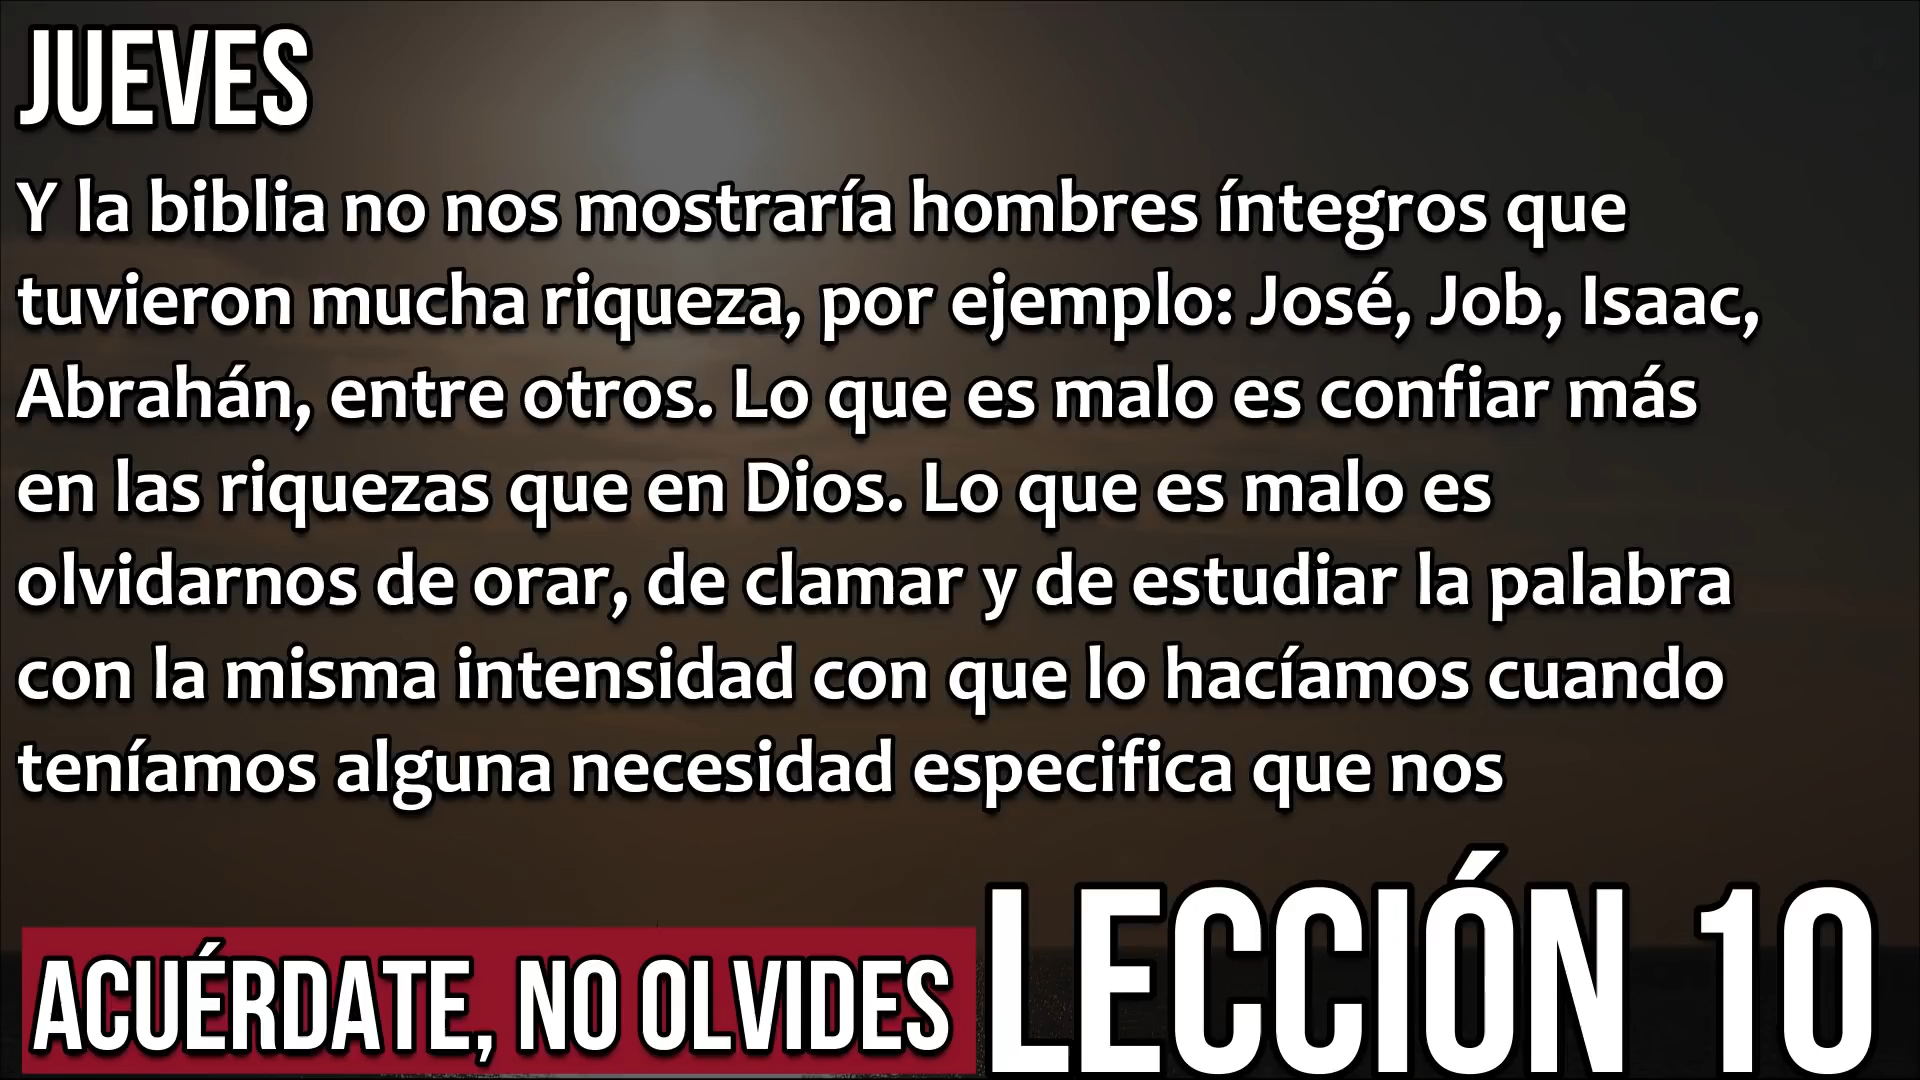 JUEVES
Y la biblia no nos mostraría hombres íntegros que
tuvieron mucha riqueza, por ejemplo: José, Job, Isaac,
Abrahán, entre otros. Lo que es malo es confiar más
en las riquezas que en Dios. Lo que es malo es
olvidarnos de orar, de clamar y de estudiar la palabra
con la misma intensidad con que lo hacíamos cuando
teníamos alguna necesidad especifica que nos
ACUÉRDATE, NO OLVIDES
LECCIÓN 10